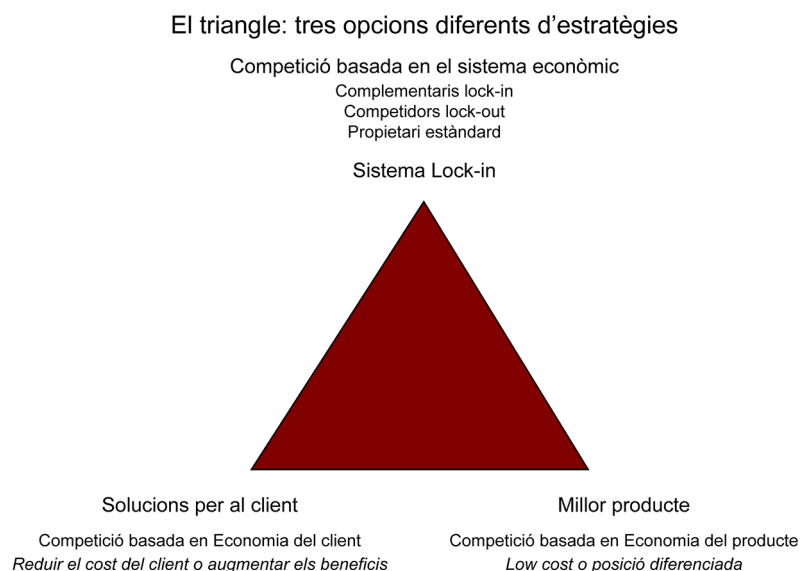 El triangle: tres opcions diferents d’estratègies
Competició basada en el sistema econòmic
Complementaris lock-in
Competidors lock-out
Propietari estàndard
Sistema Lock-in
Solucions per al client
Competició basada en Economia del client
Reduir el cost del client o augmentar els beneficis
Millor producte
Competició basada en Economia del producte
Low cost o posició diferenciada